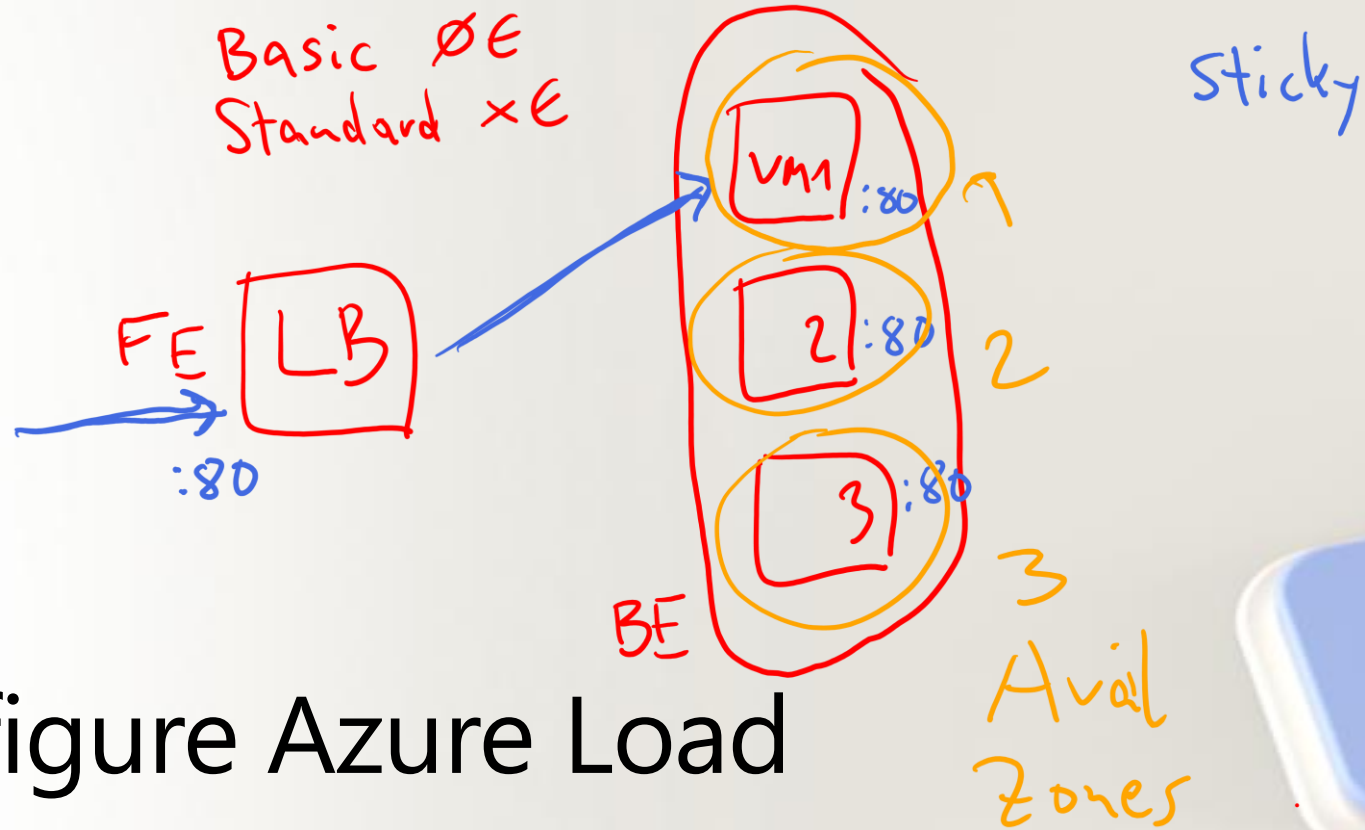 Basic ØE
Standard x€
Sticky
VM1 :80
1
FE LB
:80
2 :80
2
3 :80
3
BE
Avail
Zones
figure Azure Load